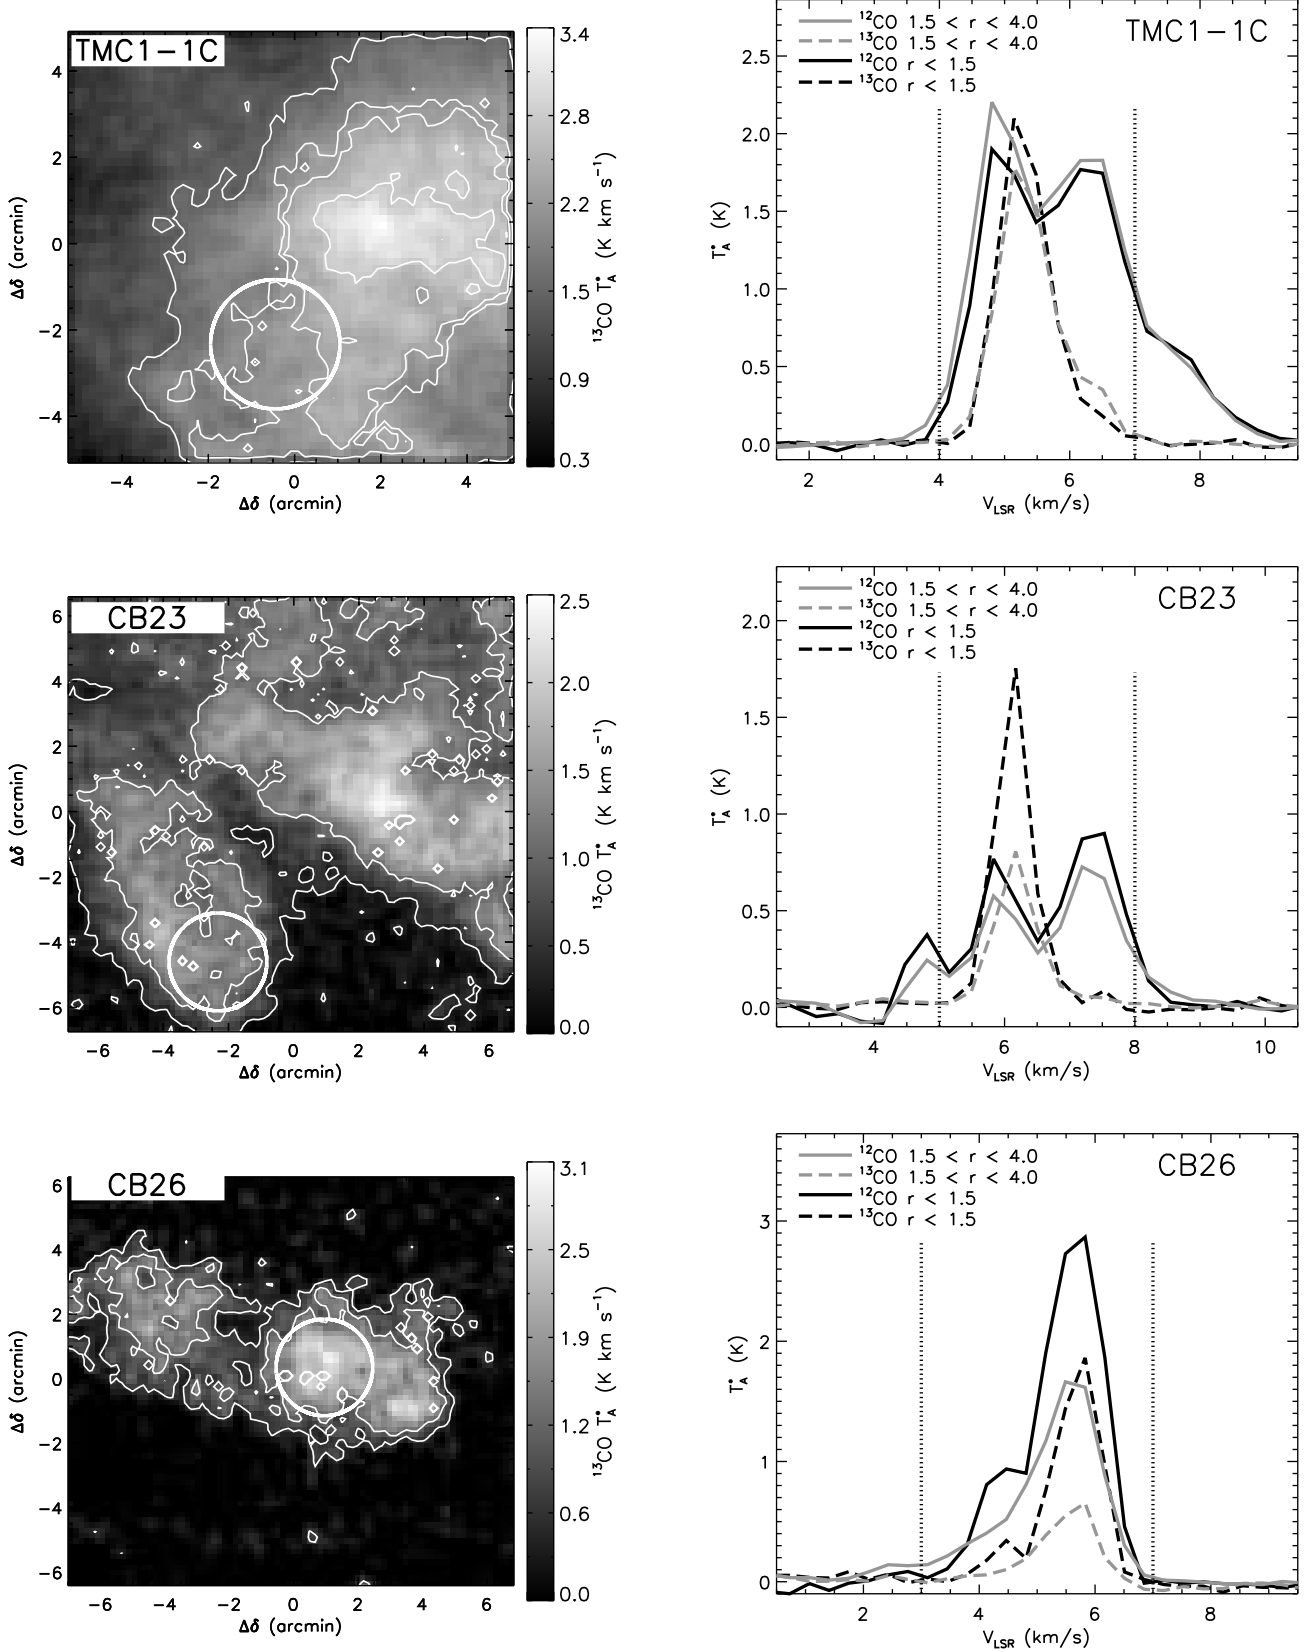 TMC1-1C
4
2
0
-2
-4
Δδ (arcmin)
-4 -2 0 2 4
Δδ (arcmin)
3.4
2.8
2.2
1.5
0.9
0.3
¹³CO T*A (K km s⁻¹)
¹²CO 1.5 < r < 4.0
¹³CO 1.5 < r < 4.0
¹²CO r < 1.5
¹³CO r < 1.5
TMC1-1C
2.5
2.0
1.5
1.0
0.5
0.0
T*A (K)
2 4 6 8
VLSR (km/s)
CB23
6
4
2
0
-2
-4
-6
Δδ (arcmin)
-6 -4 -2 0 2 4 6
Δδ (arcmin)
2.5
2.0
1.5
1.0
0.5
0.0
¹³CO T*A (K km s⁻¹)
¹²CO 1.5 < r < 4.0
¹³CO 1.5 < r < 4.0
¹²CO r < 1.5
¹³CO r < 1.5
CB23
2.0
1.5
1.0
0.5
0.0
T*A (K)
4 6 8 10
VLSR (km/s)
CB26
6
4
2
0
-2
-4
-6
Δδ (arcmin)
-6 -4 -2 0 2 4 6
Δδ (arcmin)
3.1
2.5
1.9
1.2
0.6
0.0
¹³CO T*A (K km s⁻¹)
¹²CO 1.5 < r < 4.0
¹³CO 1.5 < r < 4.0
¹²CO r < 1.5
¹³CO r < 1.5
CB26
3
2
1
0
T*A (K)
2 4 6 8
VLSR (km/s)